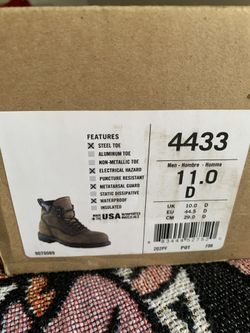 FEATURES
STEEL TOE
ALUMINUM TOE
NON-METALLIC TOE
ELECTRICAL HAZARD
PUNCTURE RESISTANT
METATARSAL GUARD
STATIC DISSIPATIVE
WATERPROOF
INSULATED
USA
4433
Men - Hombre - Homme
11.0
D
UK 10.0 D
EU 44.5 D
CM 29.0 D